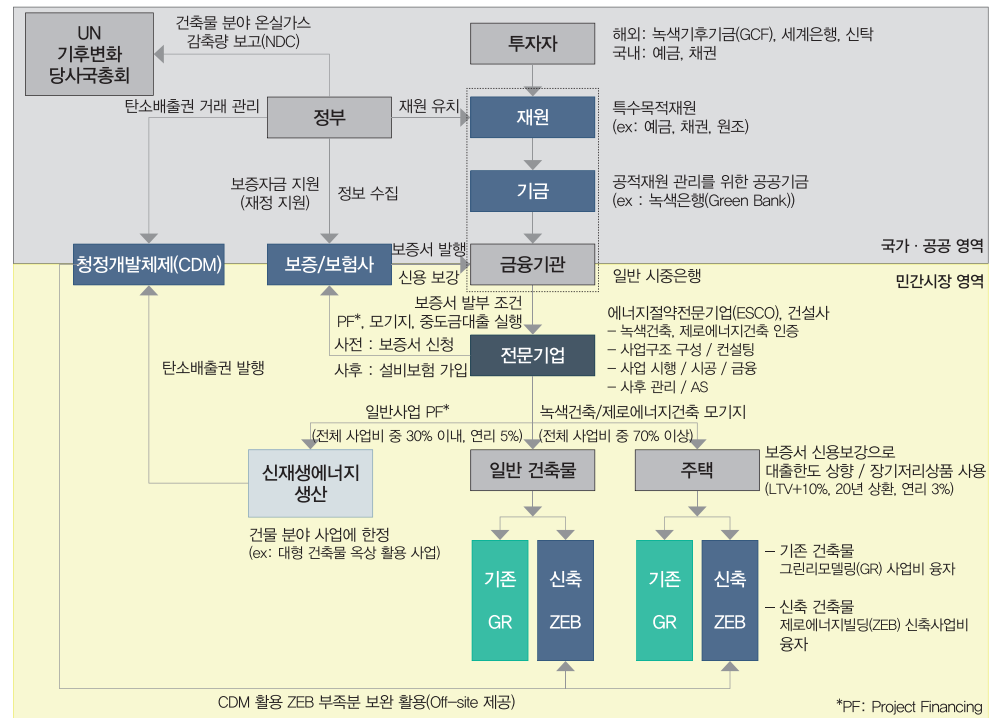 UN
기후변화
당사국총회
건축물 분야 온실가스
감축량 보고(NDC)
투자자
해외: 녹색기후기금(GCF), 세계은행, 신탁
국내: 예금, 채권
탄소배출권 거래 관리
정부
재원 유치
재원
특수목적재원
(ex: 예금, 채권, 원조)
보증자금 지원
(재정 지원)
정보 수집
기금
공적재원 관리를 위한 공공기금
(ex : 녹색은행(Green Bank))
국가 · 공공 영역
청정개발체제(CDM)
보증/보험사
보증서 발행
신용 보강
금융기관
일반 시중은행
민간시장 영역
보증서 발부 조건
PF*, 모기지, 중도금대출 실행
사전 : 보증서 신청
사후 : 설비보험 가입
전문기업
에너지절약전문기업(ESCO), 건설사
– 녹색건축, 제로에너지건축 인증
– 사업구조 구성 / 컨설팅
– 사업 시행 / 시공 / 금융
– 사후 관리 / AS
탄소배출권 발행
일반사업 PF*
(전체 사업비 중 30% 이내, 연리 5%)
녹색건축/제로에너지건축 모기지
(전체 사업비 중 70% 이상)
신재생에너지
생산
건물 분야 사업에 한정
(ex: 대형 건축물 옥상 활용 사업)
일반 건축물
주택
보증서 신용보강으로
대출한도 상향 / 장기저리상품 사용
(LTV+10%, 20년 상환, 연리 3%)
기존
GR
신축
ZEB
기존
GR
신축
ZEB
– 기존 건축물
그린리모델링(GR) 사업비 융자
– 신축 건축물
제로에너지빌딩(ZEB) 신축사업비
융자
CDM 활용 ZEB 부족분 보완 활용(Off–site 제공)
*PF: Project Financing